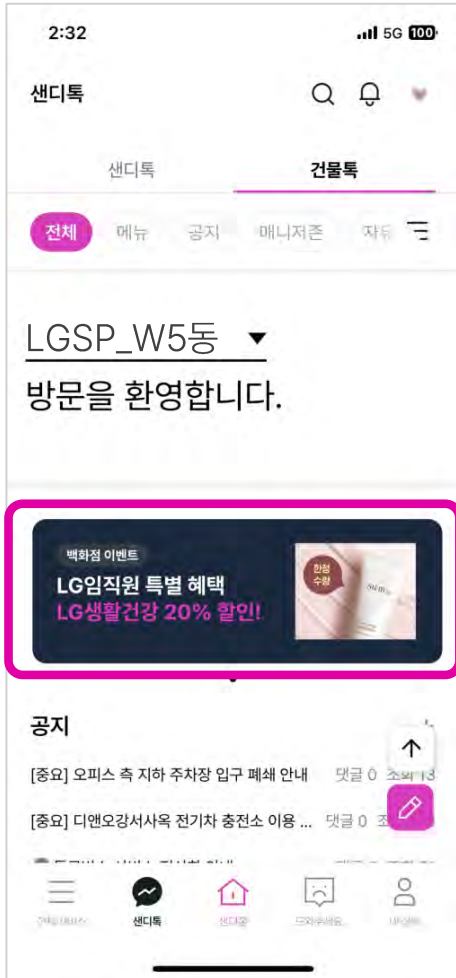 2:32
5G 100
샌디톡
샌디톡 건물톡
전체 메뉴 공지 매니저존
LGSP_W5동
방문을 환영합니다.
백화점 이벤트
LG임직원 특별 혜택
LG생활건강 20% 할인!
한정
수량
공지
[중요] 오피스 측 지하 주차장 입구 폐쇄 안내 댓글 0 조회 13
[중요] 디앤오강서사옥 전기차 충전소 이용 ... 댓글 0
샌디톡